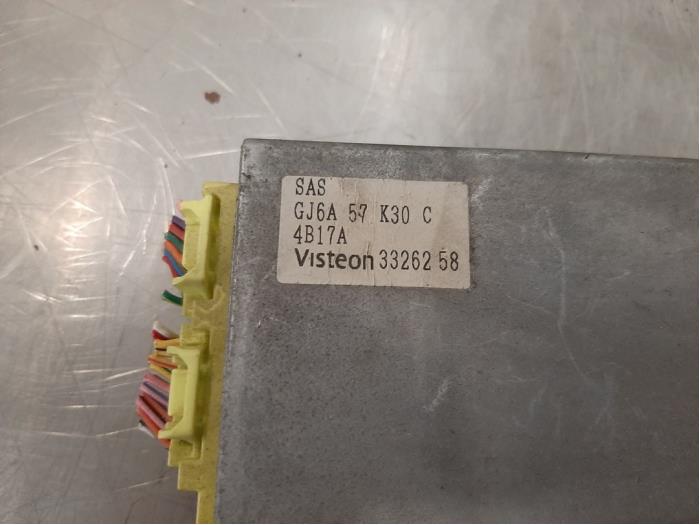 SAS
GJ6A 57 K30 C
4B17A
Visteon 33262 58